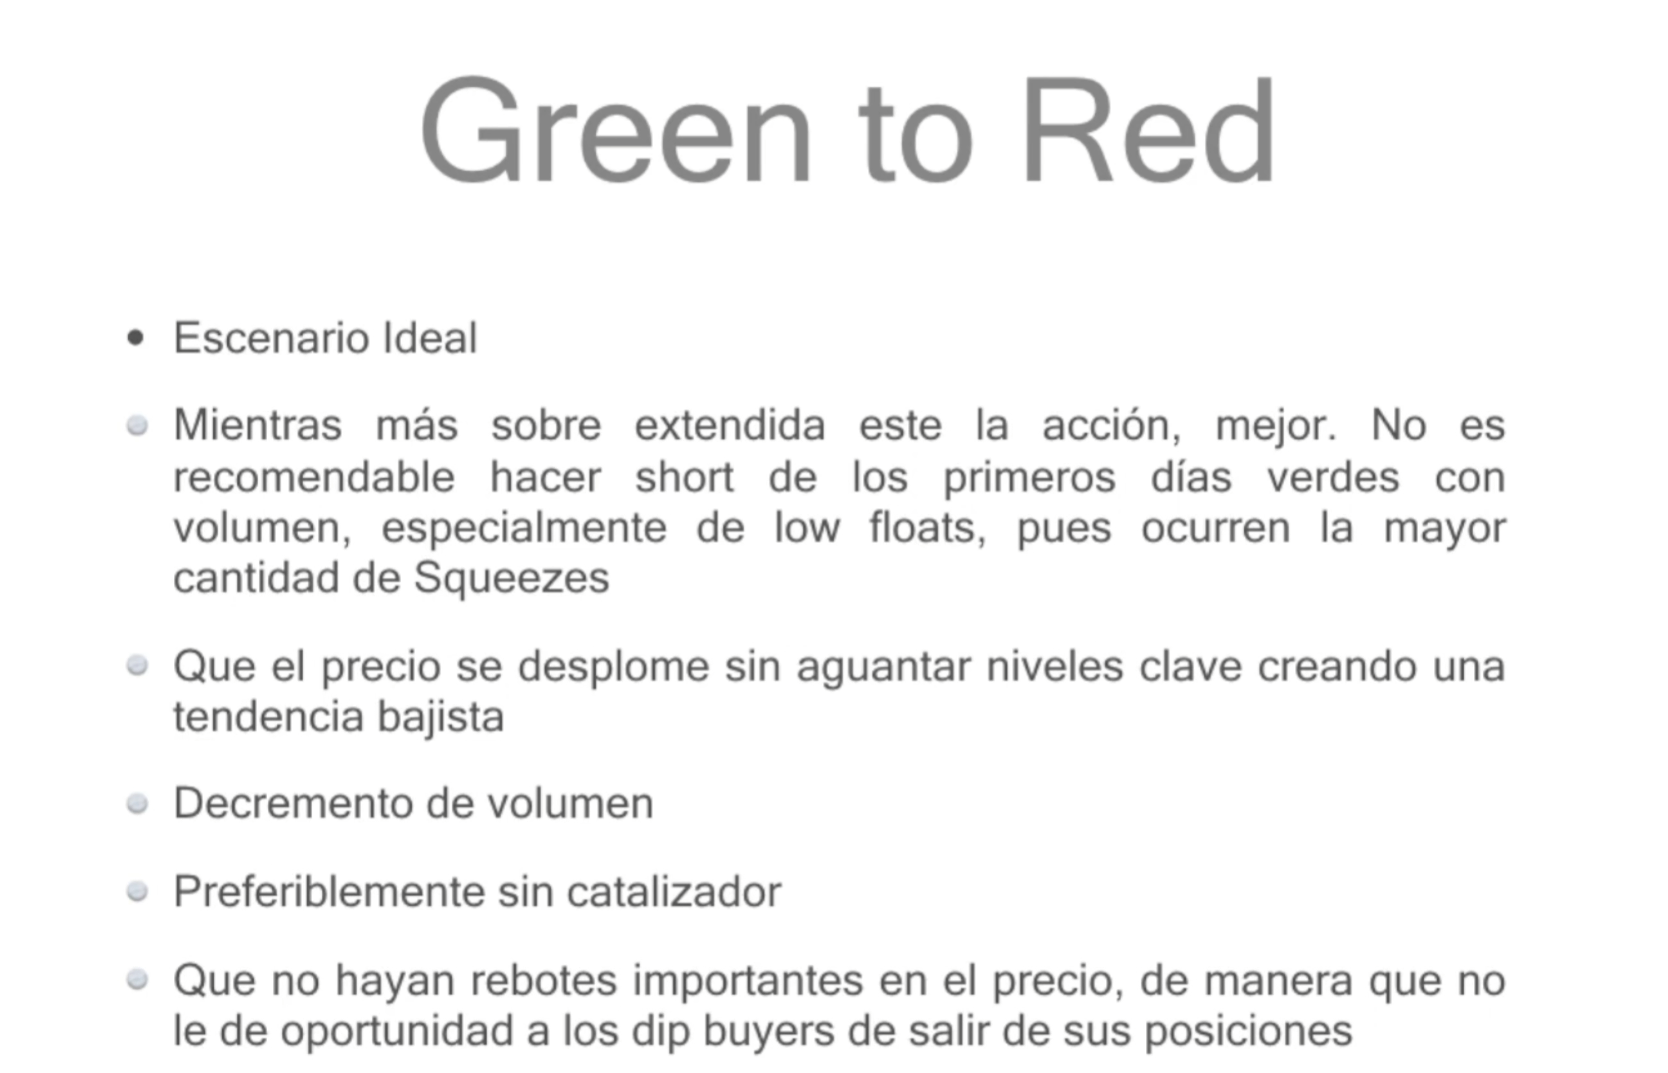 Green to Red
• Escenario Ideal
Mientras más sobre extendida este la acción, mejor. No es
recomendable hacer short de los primeros días verdes con
volumen, especialmente de low floats, pues ocurren la mayor
cantidad de Squeezes
Que el precio se desplome sin aguantar niveles clave creando una
tendencia bajista
Decremento de volumen
Preferiblemente sin catalizador
Que no hayan rebotes importantes en el precio, de manera que no
le de oportunidad a los dip buyers de salir de sus posiciones